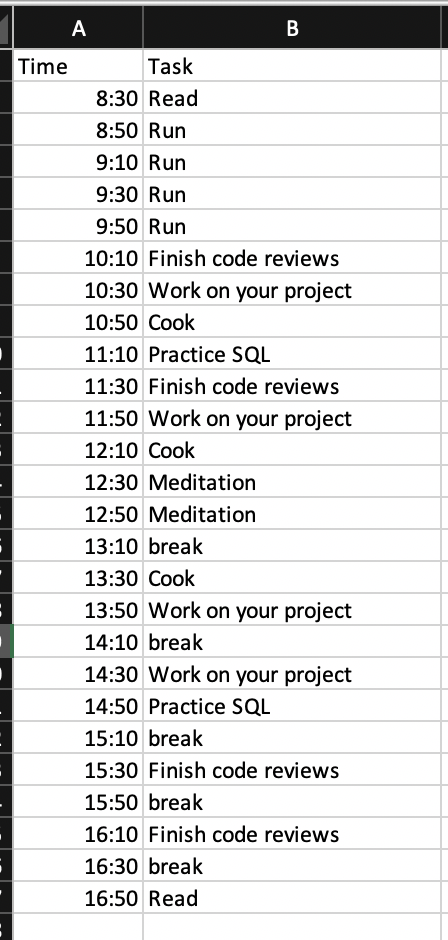 A B
Time Task
8:30 Read
8:50 Run
9:10 Run
9:30 Run
9:50 Run
10:10 Finish code reviews
10:30 Work on your project
10:50 Cook
11:10 Practice SQL
11:30 Finish code reviews
11:50 Work on your project
12:10 Cook
12:30 Meditation
12:50 Meditation
13:10 break
13:30 Cook
13:50 Work on your project
14:10 break
14:30 Work on your project
14:50 Practice SQL
15:10 break
15:30 Finish code reviews
15:50 break
16:10 Finish code reviews
16:30 break
16:50 Read